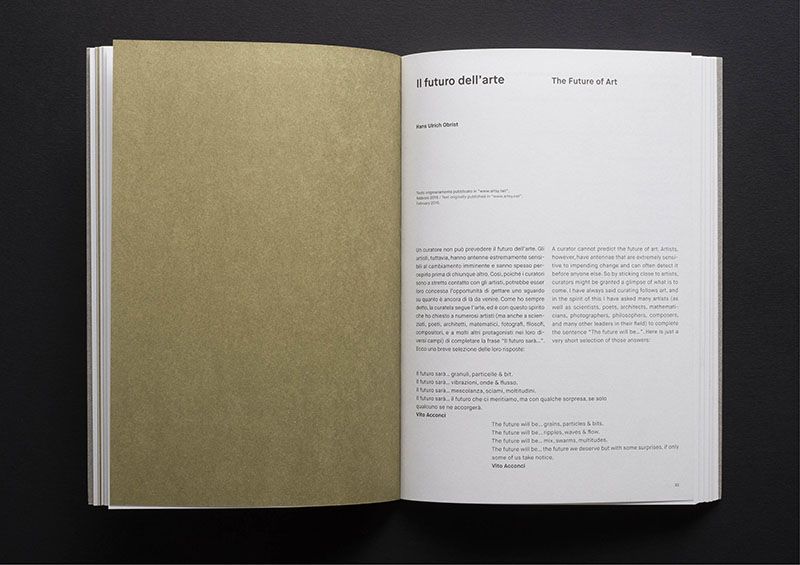 Il futuro dell'arte
The Future of Art
Hans Ulrich Obrist
Testo originariamente pubblicato in "www.artsy.net",
febbraio 2016 / Text originally published in "www.artsy.net",
February 2016.
Un curatore non può prevedere il futuro dell'arte. Gli
artisti, tuttavia, hanno antenne estremamente sensi-
bili al cambiamento imminente e sanno spesso per-
cepirlo prima di chiunque altro. Così, poiché i curatori
sono a stretto contatto con gli artisti, potrebbe esser
loro concessa l'opportunità di gettare uno sguardo
su quanto è ancora di là da venire. Come ho sempre
detto, la curatela segue l'arte, ed è con questo spirito
che ho chiesto a numerosi artisti (ma anche a scien-
ziati, poeti, architetti, matematici, fotografi, filosofi,
compositori, e a molti altri protagonisti nei loro di-
versi campi) di completare la frase "Il futuro sarà...".
Ecco una breve selezione delle loro risposte:
A curator cannot predict the future of art. Artists,
however, have antennae that are extremely sensi-
tive to impending change and can often detect it
before anyone else. So by sticking close to artists,
curators might be granted a glimpse of what is to
come. I have always said curating follows art, and
in the spirit of this I have asked many artists (as
well as scientists, poets, architects, mathemati-
cians, photographers, philosophers, composers,
and many other leaders in their field) to complete
the sentence "The future will be...". Here is just a
very short selection of those answers:
Il futuro sarà... granuli, particelle & bit.
Il futuro sarà... vibrazioni, onde & flusso.
Il futuro sarà... mescolanza, sciami, moltitudini.
Il futuro sarà... il futuro che ci meritiamo, ma con qualche sorpresa, se solo
qualcuno se ne accorgerà.
Vito Acconci
The future will be... grains, particles & bits.
The future will be... ripples, waves & flow.
The future will be... mix, swarms, multitudes.
The future will be... the future we deserve but with some surprises, if only
some of us take notice.
Vito Acconci